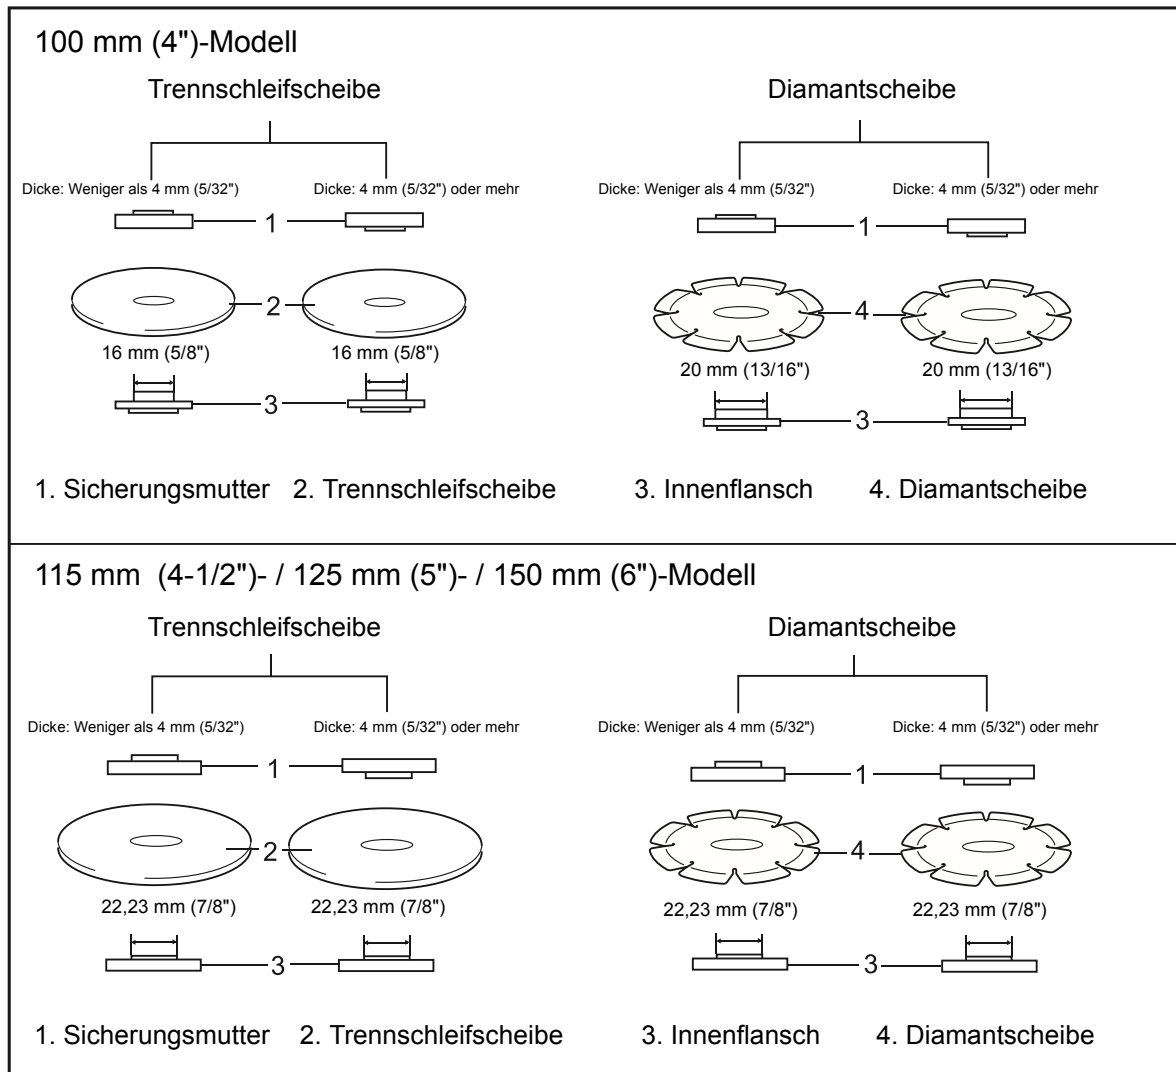 100 mm (4")-Modell
Trennschleifscheibe
Diamantscheibe
Dicke: Weniger als 4 mm (5/32")
Dicke: 4 mm (5/32") oder mehr
Dicke: Weniger als 4 mm (5/32")
Dicke: 4 mm (5/32") oder mehr
1
1
2
4
16 mm (5/8")
16 mm (5/8")
20 mm (13/16")
20 mm (13/16")
3
3
1. Sicherungsmutter 2. Trennschleifscheibe 3. Innenflansch 4. Diamantscheibe
115 mm (4-1/2")- / 125 mm (5")- / 150 mm (6")-Modell
Trennschleifscheibe
Diamantscheibe
Dicke: Weniger als 4 mm (5/32")
Dicke: 4 mm (5/32") oder mehr
Dicke: Weniger als 4 mm (5/32")
Dicke: 4 mm (5/32") oder mehr
1
1
2
4
22,23 mm (7/8")
22,23 mm (7/8")
22,23 mm (7/8")
22,23 mm (7/8")
3
3
1. Sicherungsmutter 2. Trennschleifscheibe 3. Innenflansch 4. Diamantscheibe